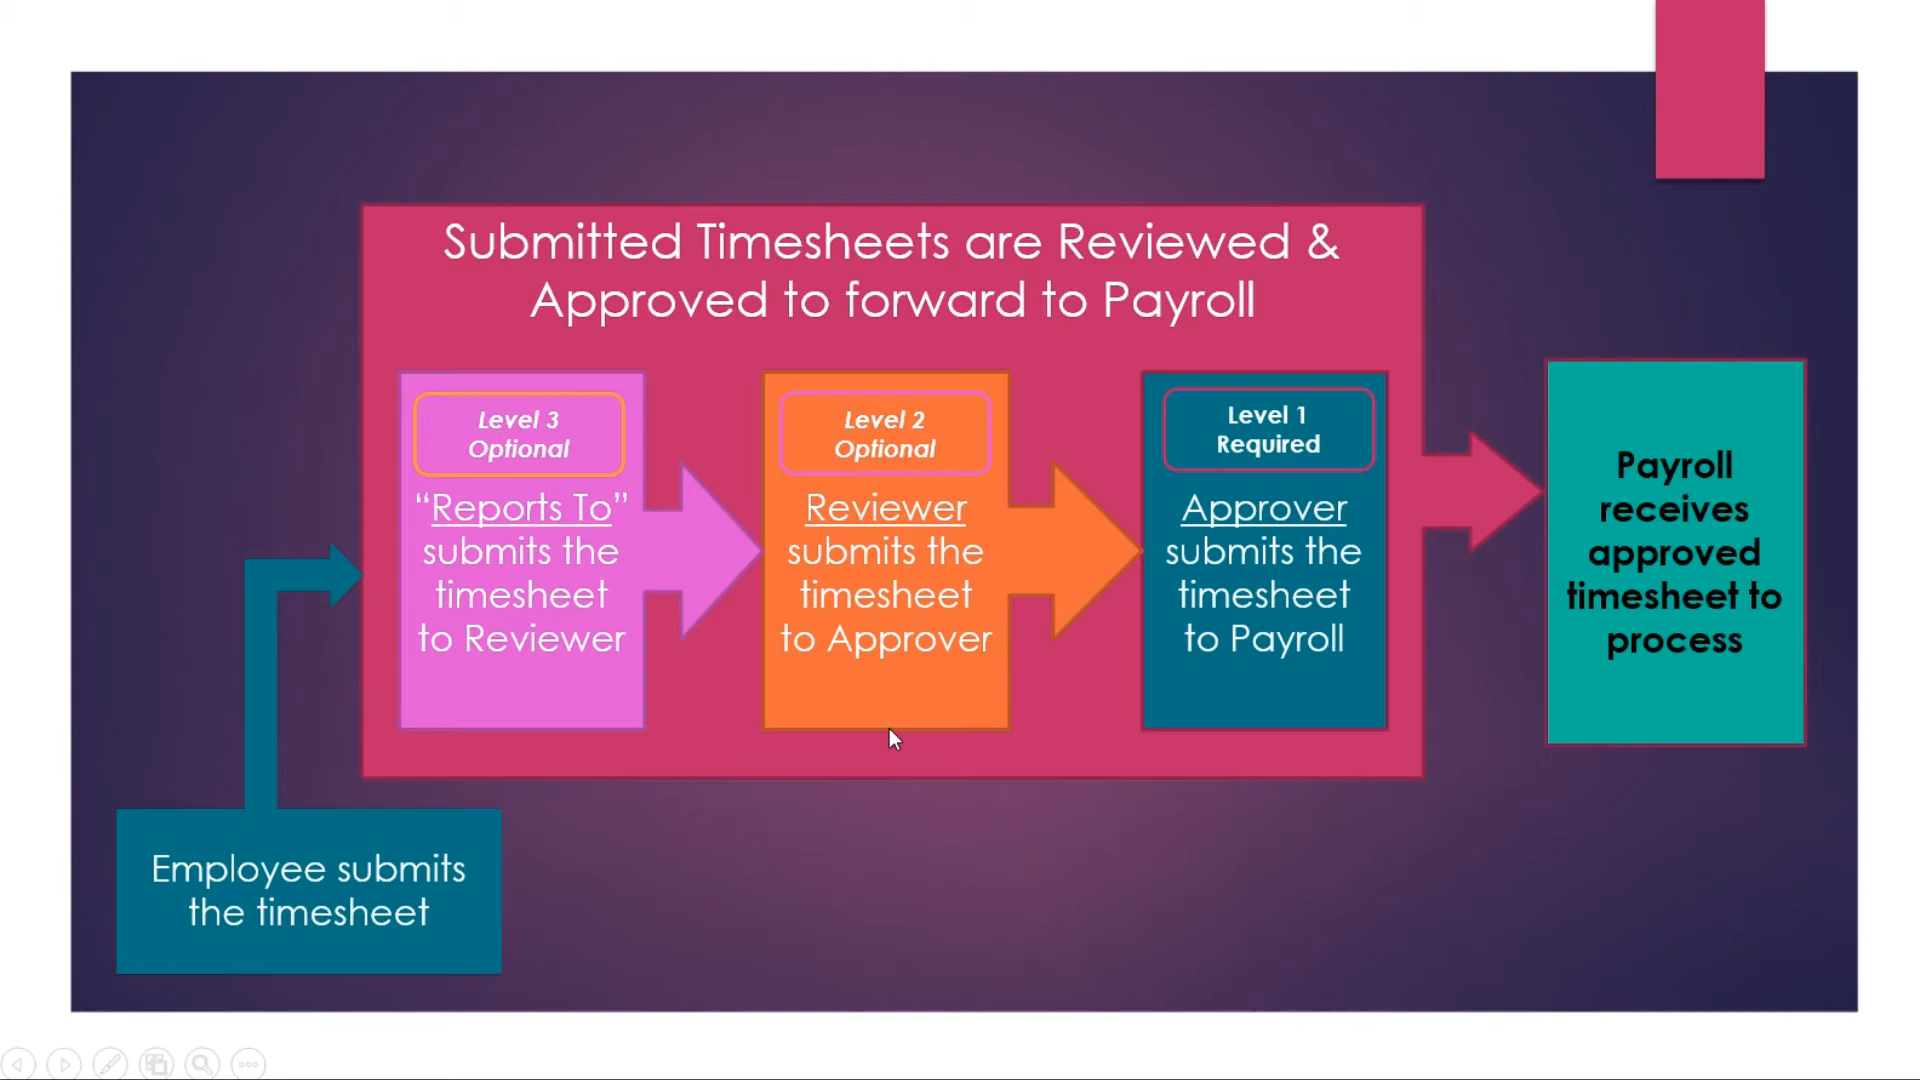 Submitted Timesheets are Reviewed &
Approved to forward to Payroll
Level 3
Optional
“Reports To”
submits the
timesheet
to Reviewer
Level 2
Optional
Reviewer
submits the
timesheet
to Approver
Level 1
Required
Approver
submits the
timesheet
to Payroll
Payroll
receives
approved
timesheet to
process
Employee submits
the timesheet